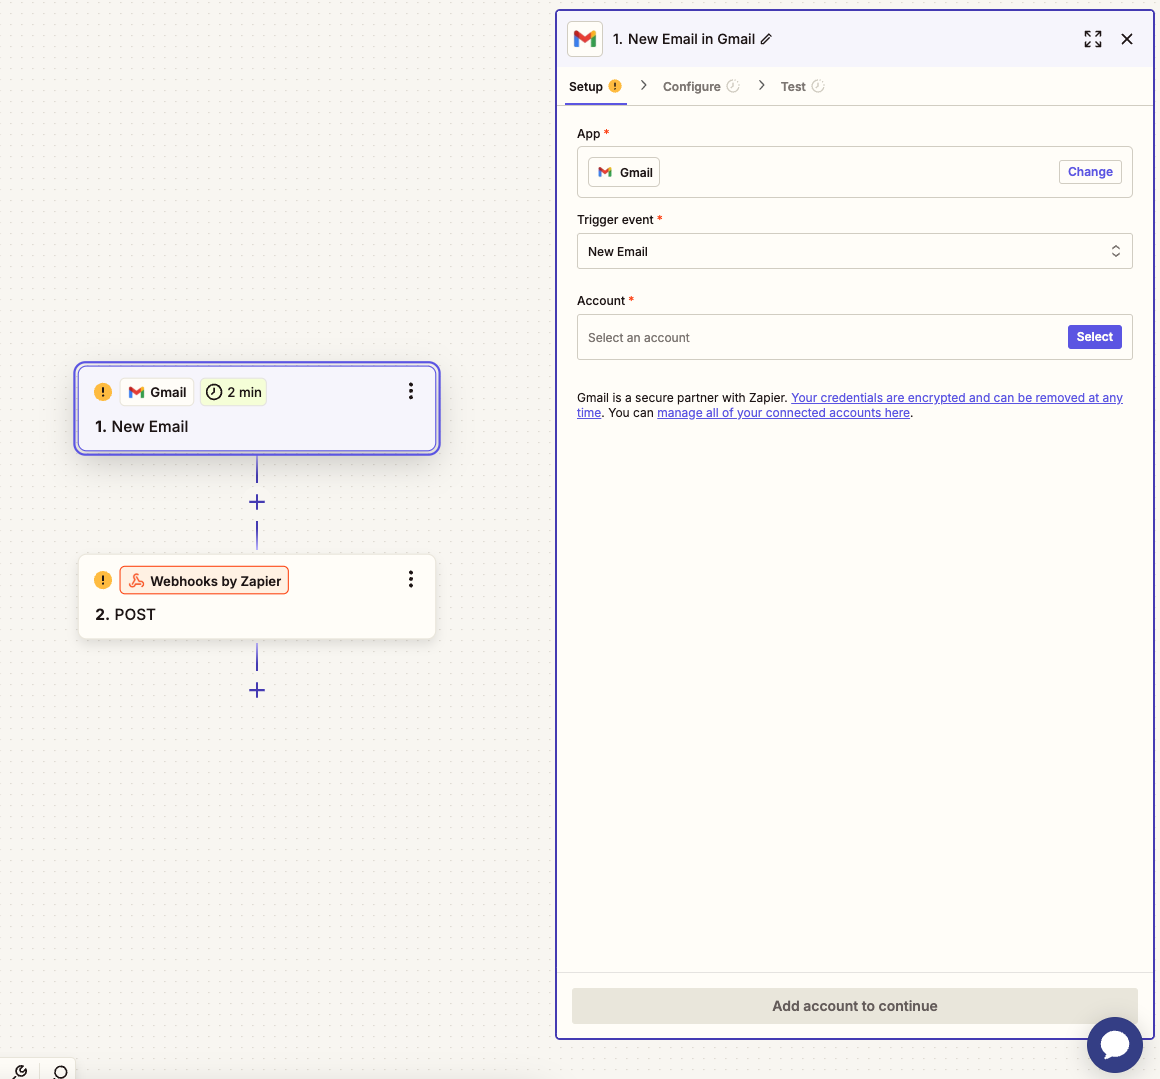 1. New Email in Gmail
Setup
Configure
Test
App *
Gmail
Change
Trigger event *
New Email
Account *
Select an account
Select
Gmail is a secure partner with Zapier. Your credentials are encrypted and can be removed at any
time. You can manage all of your connected accounts here.
Add account to continue
Gmail
2 min
1. New Email
Webhooks by Zapier
2. POST